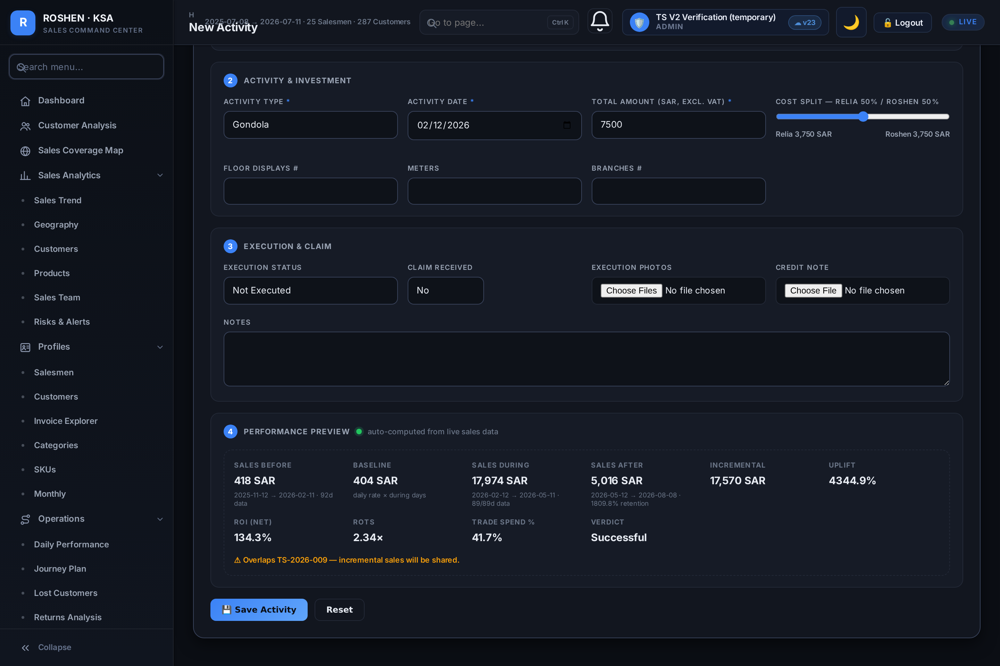 R
ROSHEN · KSA
SALES COMMAND CENTER
Search menu...
Dashboard
Customer Analysis
Sales Coverage Map
Sales Analytics
Sales Trend
Geography
Customers
Products
Sales Team
Risks & Alerts
Profiles
Salesmen
Customers
Invoice Explorer
Categories
SKUs
Monthly
Operations
Daily Performance
Journey Plan
Lost Customers
Returns Analysis
Collapse
H
New Activity
2025-07-08 → 2026-07-11 · 25 Salesmen · 287 Customers
Go to page...
Ctrl K
TS V2 Verification (temporary)
ADMIN
☁ v23
🌙
🔓 Logout
LIVE
2 ACTIVITY & INVESTMENT
ACTIVITY TYPE *
Gondola
ACTIVITY DATE *
02/12/2026
TOTAL AMOUNT (SAR, EXCL. VAT) *
7500
COST SPLIT — RELIA 50% / ROSHEN 50%
Relia 3,750 SAR
Roshen 3,750 SAR
FLOOR DISPLAYS #
METERS
BRANCHES #
3 EXECUTION & CLAIM
EXECUTION STATUS
Not Executed
CLAIM RECEIVED
No
EXECUTION PHOTOS
Choose Files No file chosen
CREDIT NOTE
Choose File No file chosen
NOTES
4 PERFORMANCE PREVIEW auto-computed from live sales data
SALES BEFORE
418 SAR
2025-11-12 → 2026-02-11 · 92d
data
BASELINE
404 SAR
daily rate × during days
SALES DURING
17,974 SAR
2026-02-12 → 2026-05-11 ·
89/89d data
SALES AFTER
5,016 SAR
2026-05-12 → 2026-08-08 ·
1809.8% retention
INCREMENTAL
17,570 SAR
UPLIFT
4344.9%
ROI (NET)
134.3%
ROTS
2.34×
TRADE SPEND %
41.7%
VERDICT
Successful
⚠ Overlaps TS-2026-009 — incremental sales will be shared.
💾 Save Activity
Reset